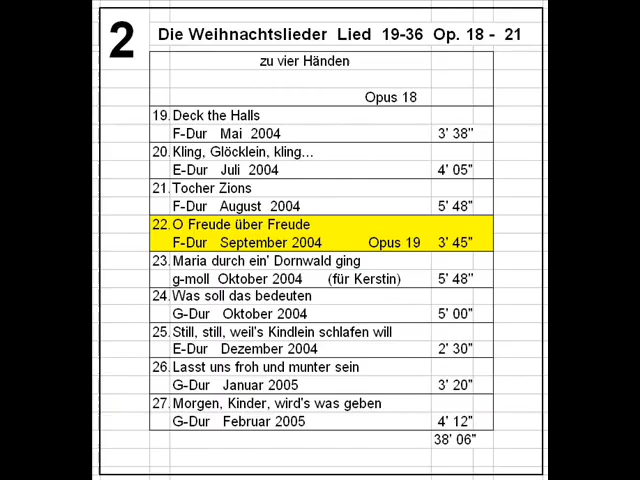 2 Die Weihnachtslieder Lied 19-36 Op. 18 - 21
zu vier Händen
Opus 18
19. Deck the Halls
F-Dur Mai 2004 3' 38"
20. Kling, Glöcklein, kling...
E-Dur Juli 2004 4' 05"
21. Tocher Zions
F-Dur August 2004 5' 48"
22. O Freude über Freude
F-Dur September 2004 Opus 19 3' 45"
23. Maria durch ein' Dornwald ging
g-moll Oktober 2004 (für Kerstin) 5' 48"
24. Was soll das bedeuten
G-Dur Oktober 2004 5' 00"
25. Still, still, weil's Kindlein schlafen will
E-Dur Dezember 2004 2' 30"
26. Lasst uns froh und munter sein
G-Dur Januar 2005 3' 20"
27. Morgen, Kinder, wird's was geben
G-Dur Februar 2005 4' 12"
38' 06"